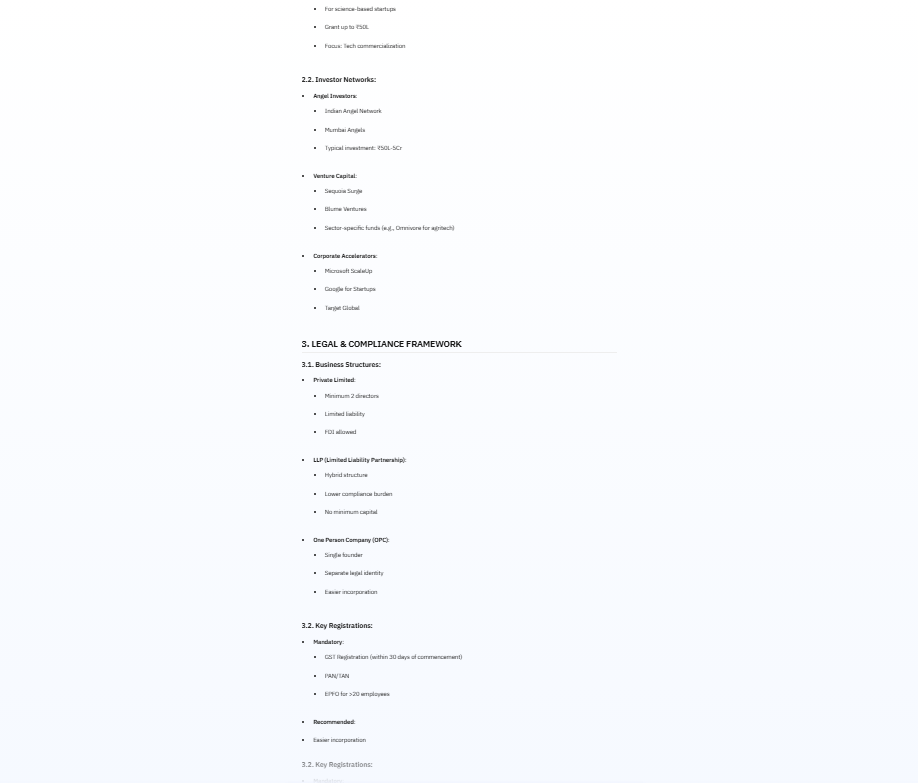 For science-based startups
Grant up to ₹50L
Focus: Tech commercialization
2.2. Investor Networks:
Angel Investors:
Indian Angel Network
Mumbai Angels
Typical investment: ₹50L-5Cr
Venture Capital:
Sequoia Surge
Blume Ventures
Sector-specific funds (e.g., Omnivore for agritech)
Corporate Accelerators:
Microsoft ScaleUp
Google for Startups
Target Global
3. LEGAL & COMPLIANCE FRAMEWORK
3.1. Business Structures:
Private Limited:
Minimum 2 directors
Limited liability
FDI allowed
LLP (Limited Liability Partnership):
Hybrid structure
Lower compliance burden
No minimum capital
One Person Company (OPC):
Single founder
Separate legal identity
Easier incorporation
3.2. Key Registrations:
Mandatory:
GST Registration (within 30 days of commencement)
PAN/TAN
EPFO for >20 employees
Recommended:
Easier incorporation
3.2. Key Registrations:
Mandatory: